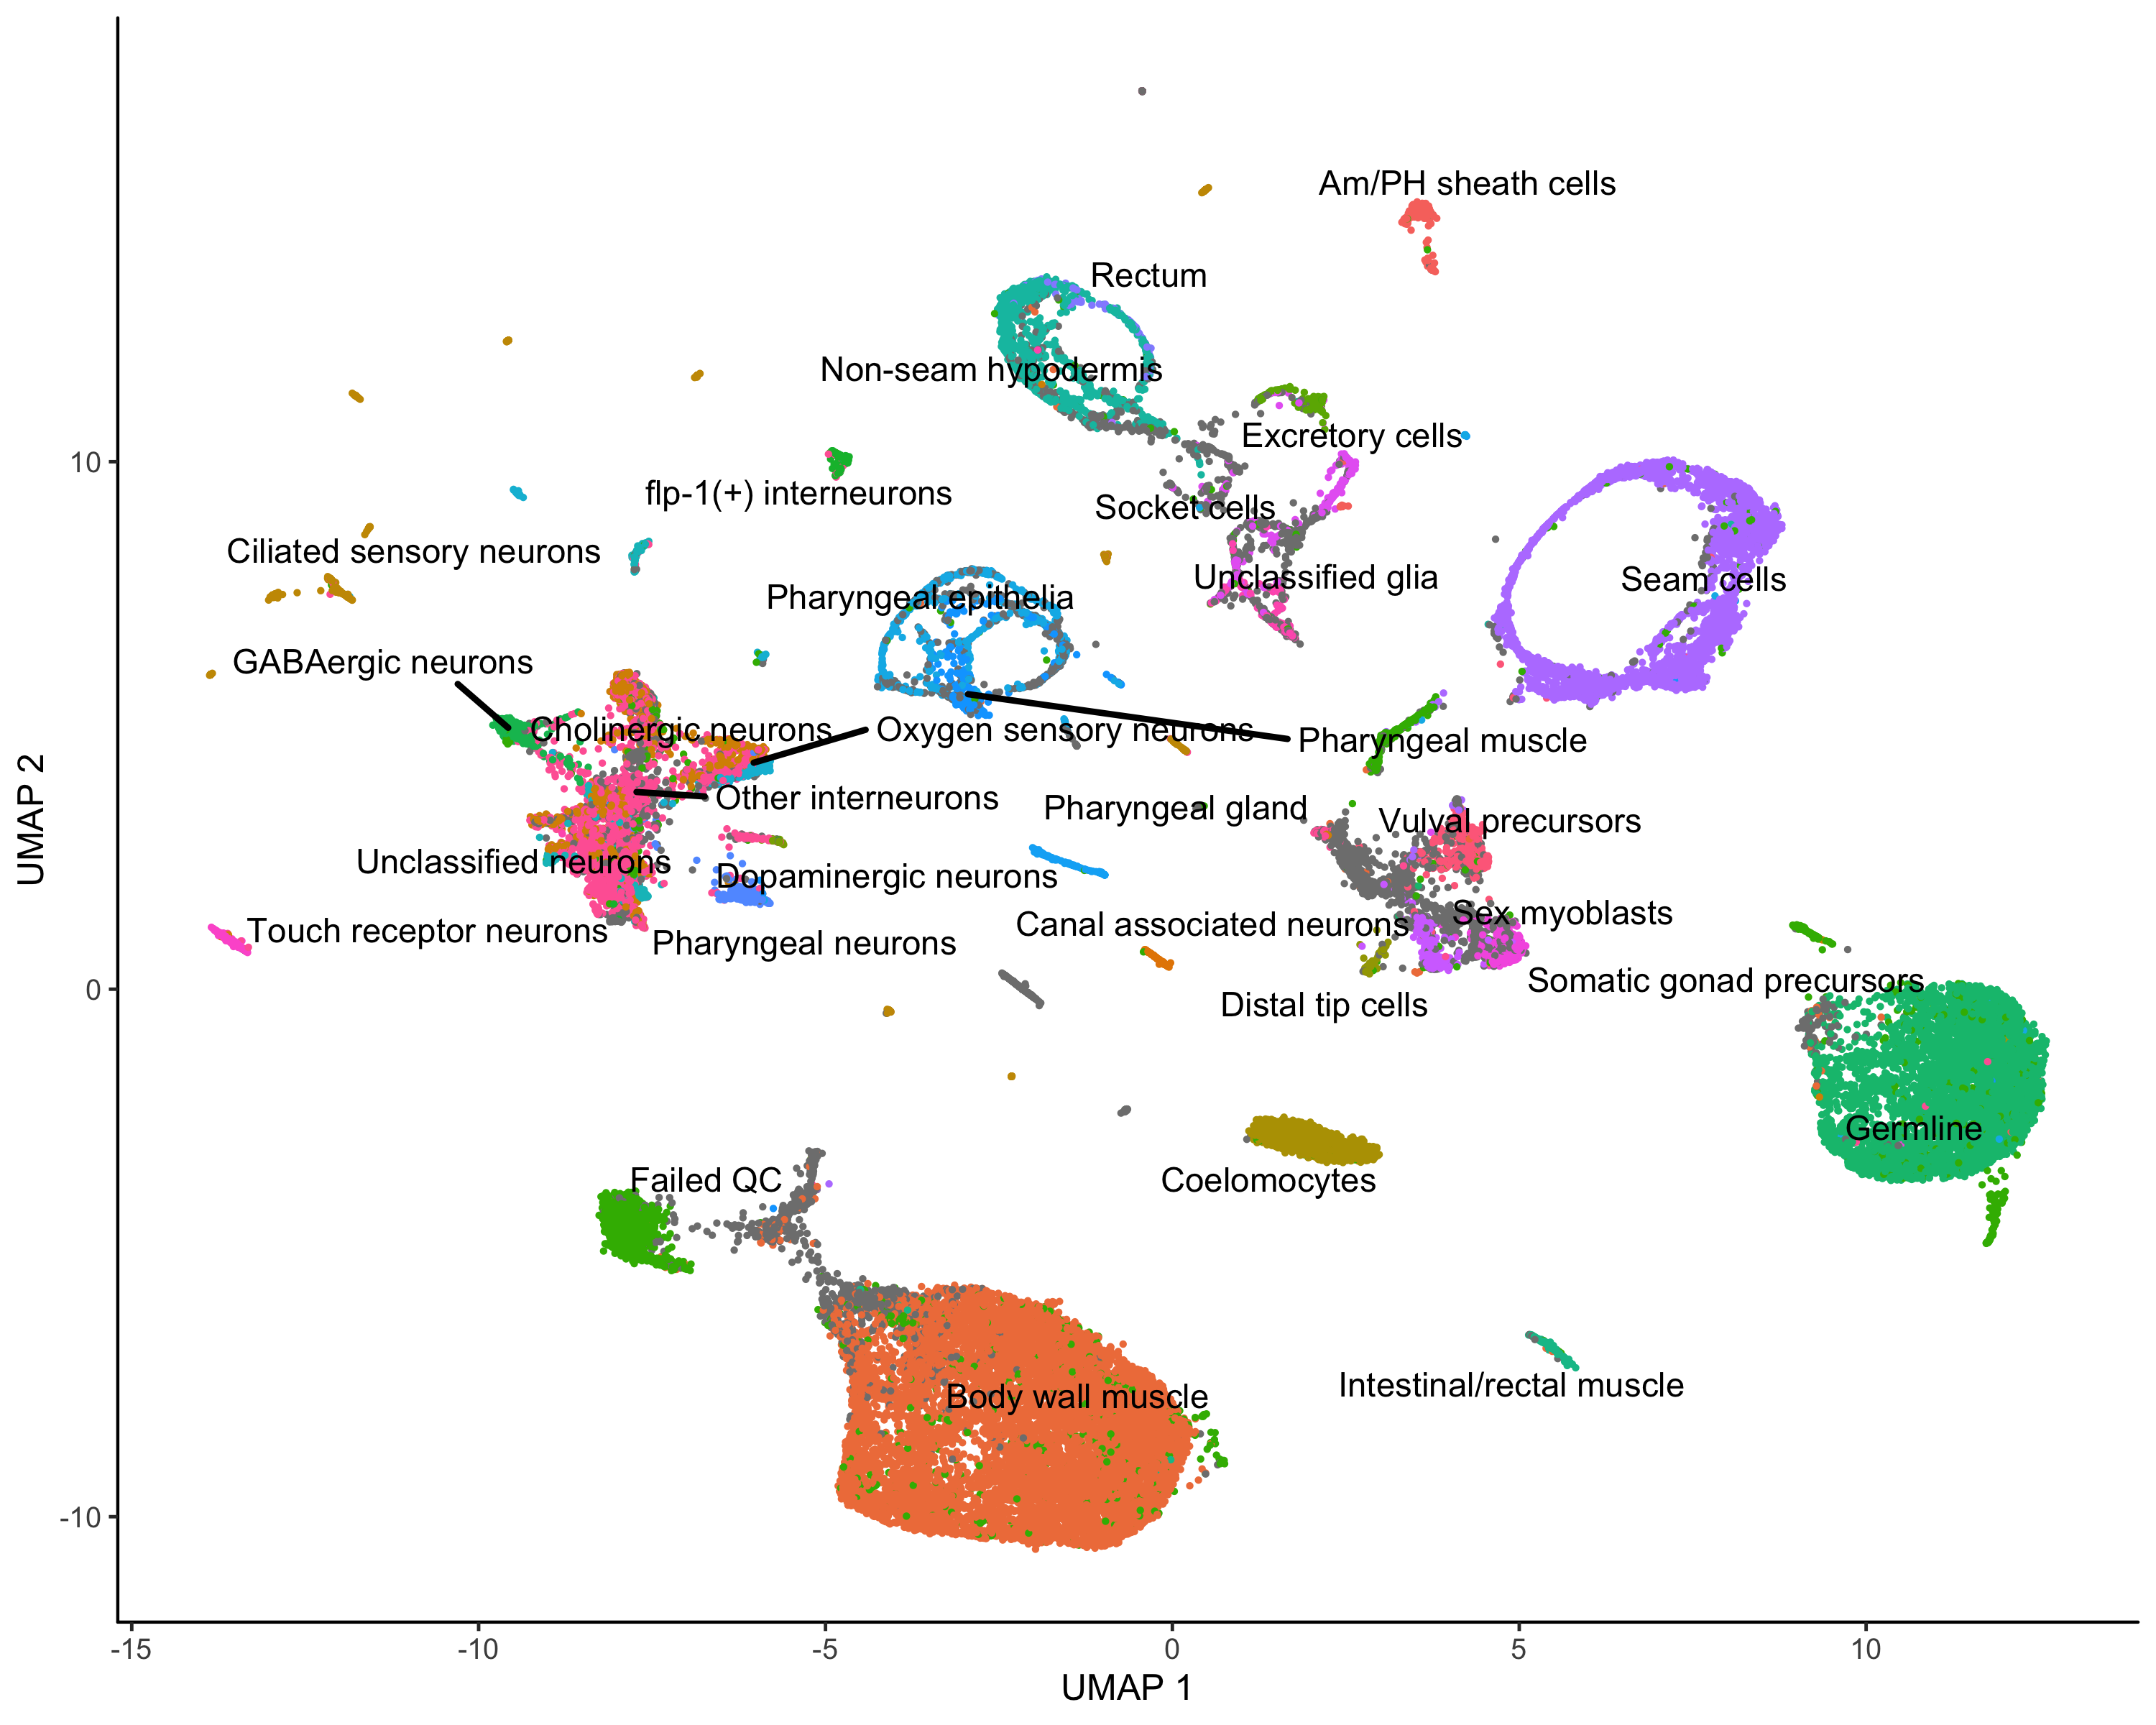 Am/PH sheath cells
Rectum
Non-seam hypodermis
10
Excretory cells
flp-1(+) interneurons
Socket cells
Ciliated sensory neurons
Unclassified glia
Seam cells
Pharyngeal epithelia
GABAergic neurons
Cholinergic neurons
Oxygen sensory neurons
Pharyngeal muscle
Other interneurons
Pharyngeal gland
Vulval precursors
UMAP 2
Unclassified neurons
Dopaminergic neurons
Sex myoblasts
Canal associated neurons
Touch receptor neurons
Pharyngeal neurons
Somatic gonad precursors
0
Distal tip cells
Germline
Failed QC
Coelomocytes
Intestinal/rectal muscle
Body wall muscle
-10
-15
-10
-5
0
5
10
UMAP 1